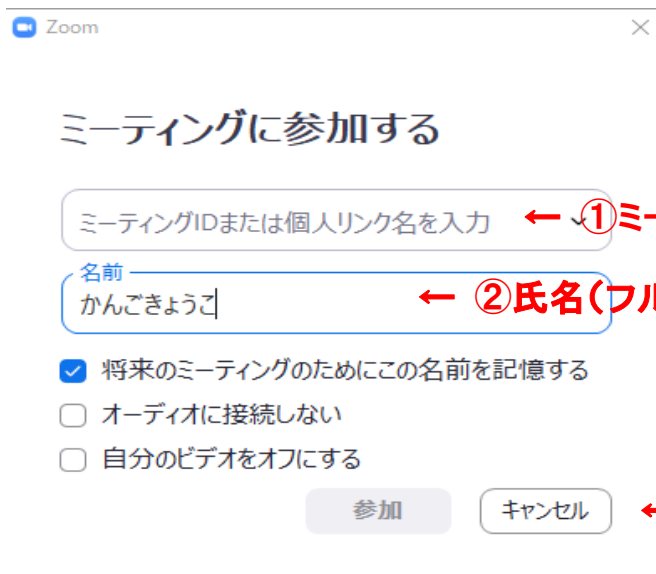 Zoom
ミーティングに参加する
ミーティングIDまたは個人リンク名を入力 ← ①ミー
名前
かんごきょうこ ← ②氏名(フル
将来のミーティングのためにこの名前を記憶する
オーディオに接続しない
自分のビデオをオフにする
参加 キャンセル ←